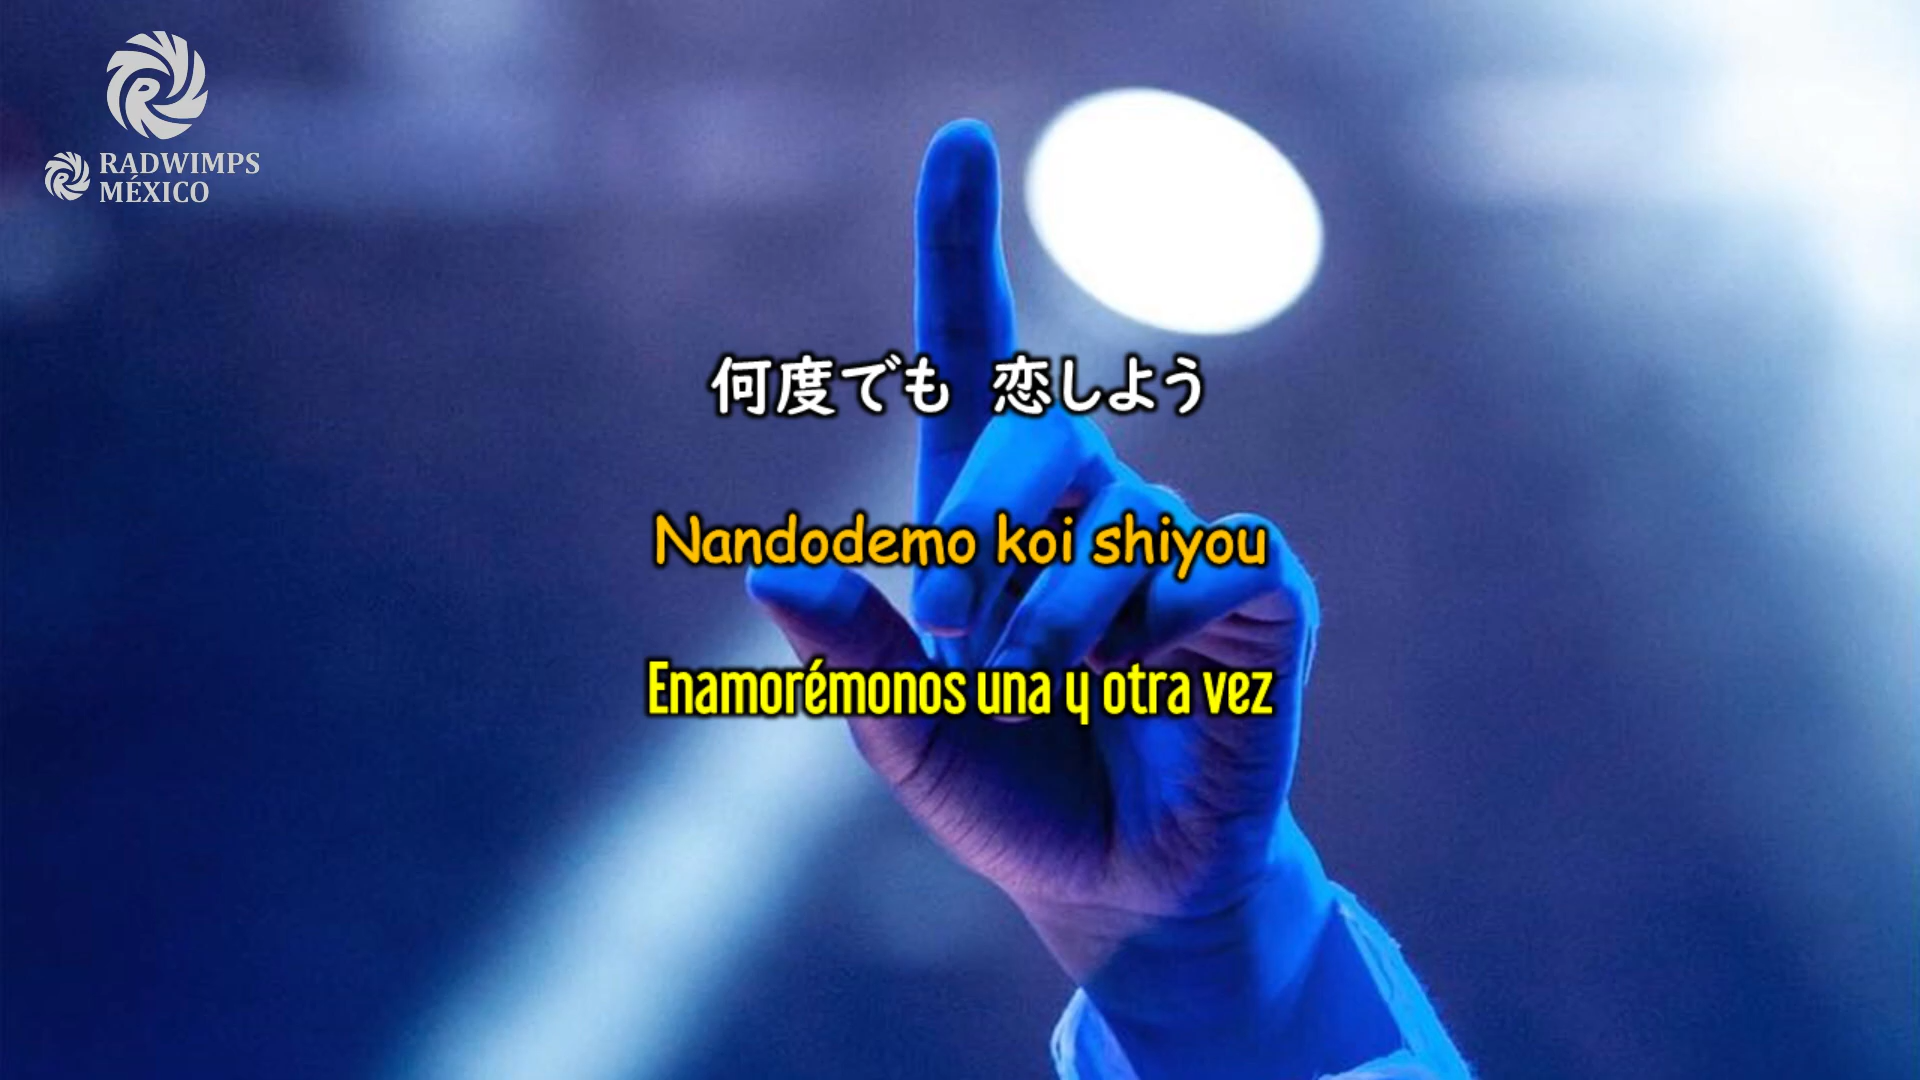 RADWIMPS
MÉXICO
何度でも 恋しよう
Nandodemo koi shiyou
Enamorémonos una y otra vez